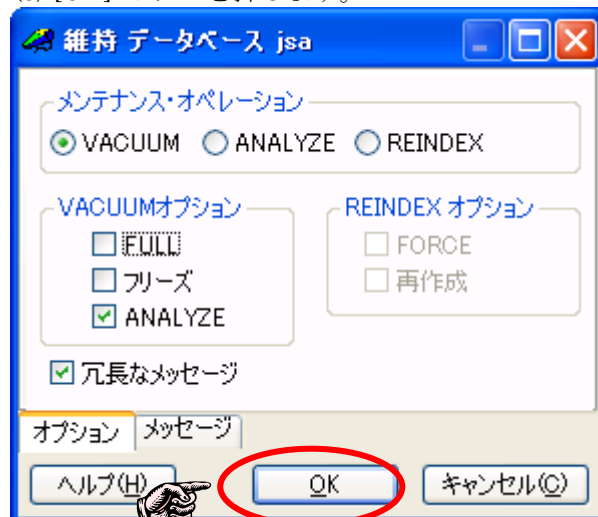 維持 データベース jsa
メンテナンス・オペレーション
VACUUM ANALYZE REINDEX
VACUUMオプション REINDEX オプション
FULL FORCE
フリーズ 再作成
ANALYZE
冗長なメッセージ
オプション メッセージ
ヘルプ(H) OK キャンセル(C)